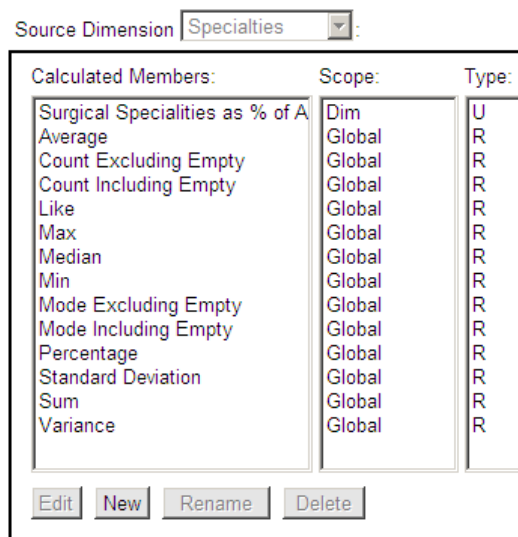 Source Dimension Specialties :
Calculated Members: Scope: Type:
Surgical Specialities as % of A Dim U
Average Global R
Count Excluding Empty Global R
Count Including Empty Global R
Like Global R
Max Global R
Median Global R
Min Global R
Mode Excluding Empty Global R
Mode Including Empty Global R
Percentage Global R
Standard Deviation Global R
Sum Global R
Variance Global R
Edit New Rename Delete